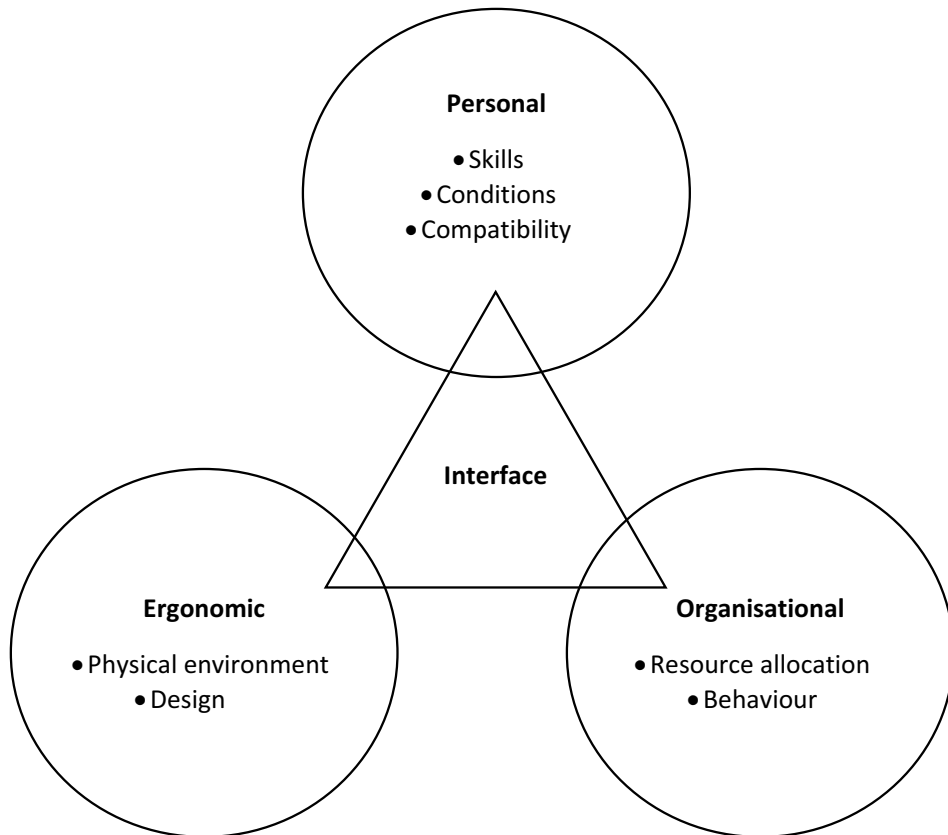 Personal
• Skills
• Conditions
• Compatibility
Interface
Ergonomic
• Physical environment
• Design
Organisational
• Resource allocation
• Behaviour